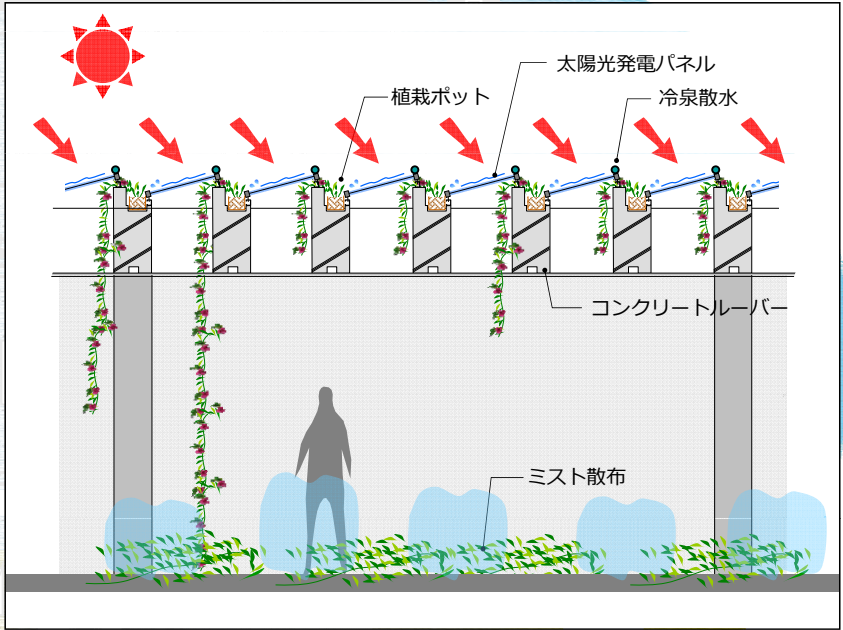 太陽光発電パネル
植栽ポット
冷泉散水
コンクリートルーバー
ミスト散布